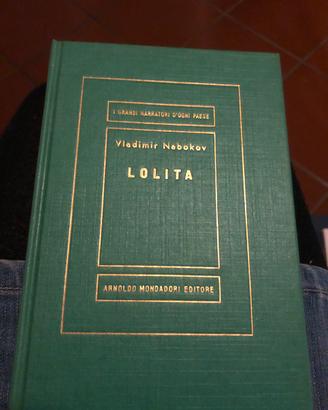 I GRANDI NARRATORI D'OGNI PAESE
Vladimir Nabokov
LOLITA
ARNOLDO MONDADORI EDITORE